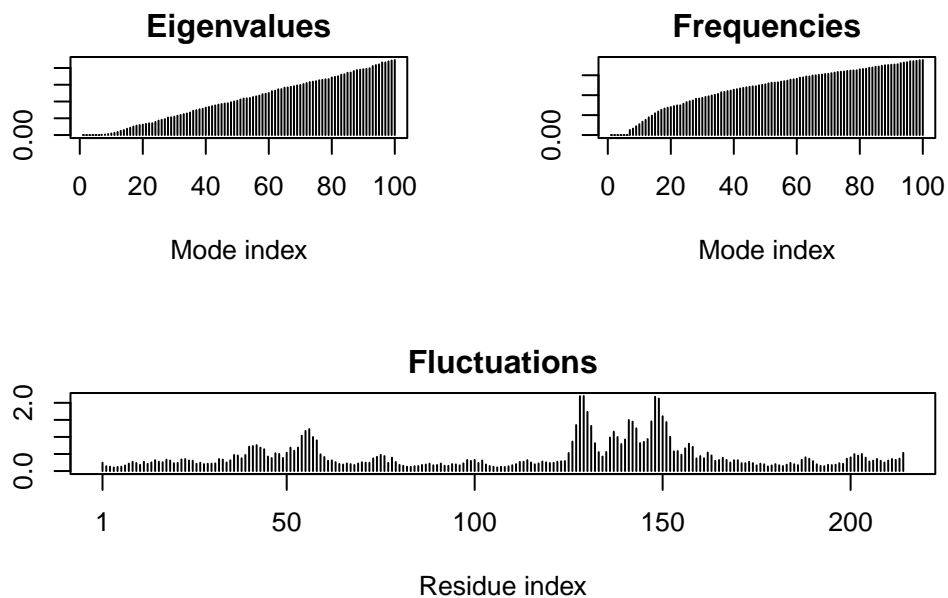 Eigenvalues
0.00
0 20 40 60 80 100
Mode index
Frequencies
0.00
0 20 40 60 80 100
Mode index
Fluctuations
2.0
0.0
1 50 100 150 200
Residue index